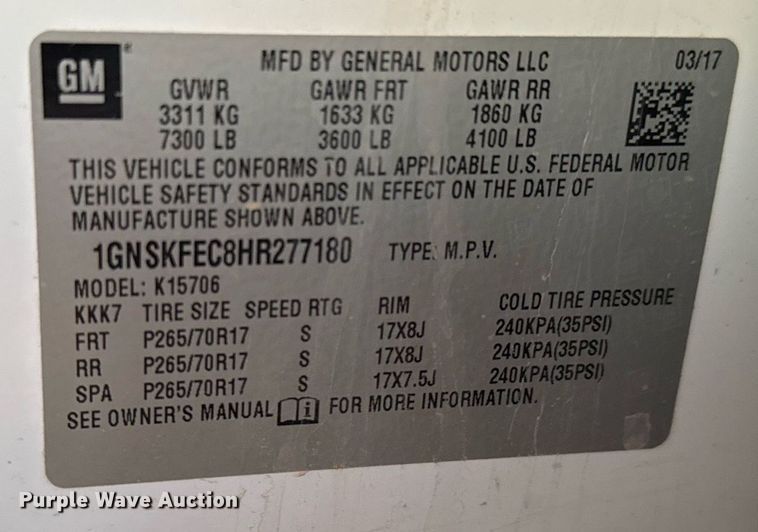 GM
MFD BY GENERAL MOTORS LLC 03/17
GVWR GAWR FRT GAWR RR
3311 KG 1633 KG 1860 KG
7300 LB 3600 LB 4100 LB
THIS VEHICLE CONFORMS TO ALL APPLICABLE U.S. FEDERAL MOTOR
VEHICLE SAFETY STANDARDS IN EFFECT ON THE DATE OF
MANUFACTURE SHOWN ABOVE.
1GNSKFEC8HR277180 TYPE: M.P.V.
MODEL: K15706
KKK7 TIRE SIZE SPEED RTG RIM COLD TIRE PRESSURE
FRT P265/70R17 S 17X8J 240KPA(35PSI)
RR P265/70R17 S 17X8J 240KPA(35PSI)
SPA P265/70R17 S 17X7.5J 240KPA(35PSI)
SEE OWNER'S MANUAL FOR MORE INFORMATION.
Purple Wave Auction